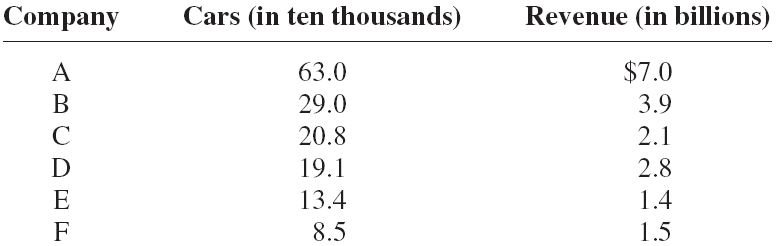 Company Cars (in ten thousands) Revenue (in billions)
A 63.0 $7.0
B 29.0 3.9
C 20.8 2.1
D 19.1 2.8
E 13.4 1.4
F 8.5 1.5